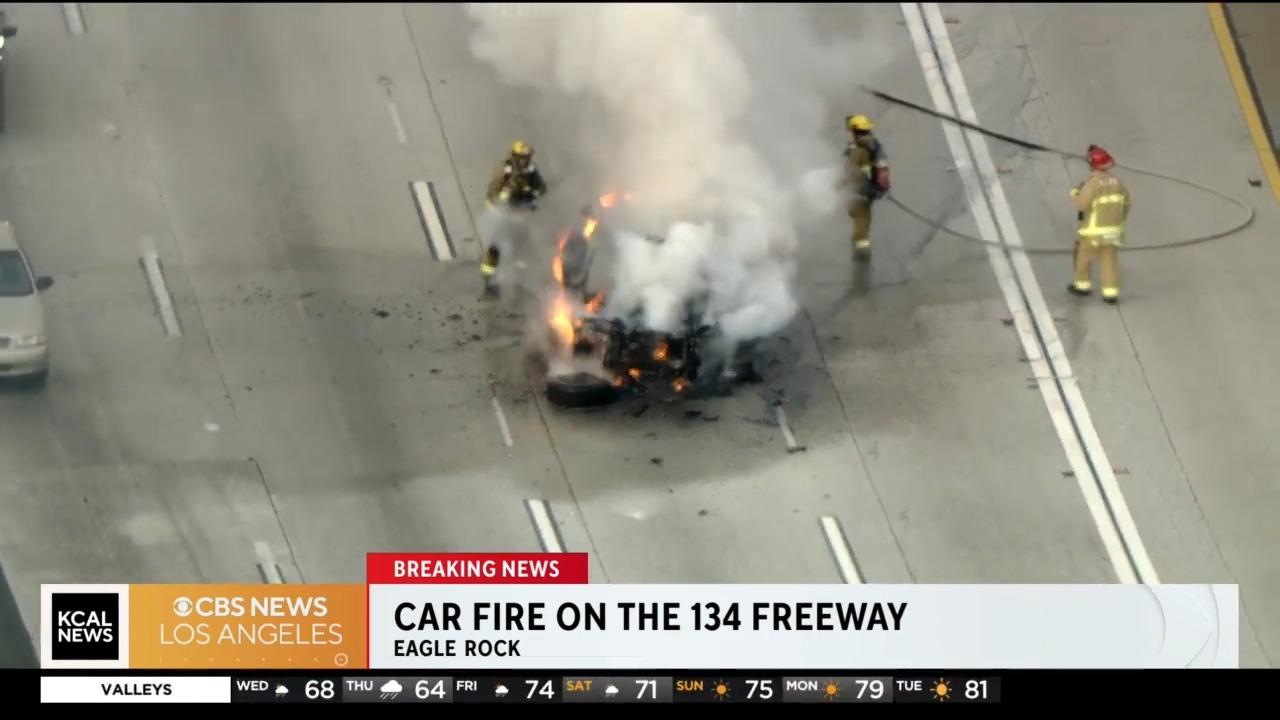 BREAKING NEWS
KCAL
NEWS
CBS NEWS
LOS ANGELES
CAR FIRE ON THE 134 FREEWAY
EAGLE ROCK
VALLEYS WED 68 THU 64 FRI 74 SAT 71 SUN 75 MON 79 TUE 81